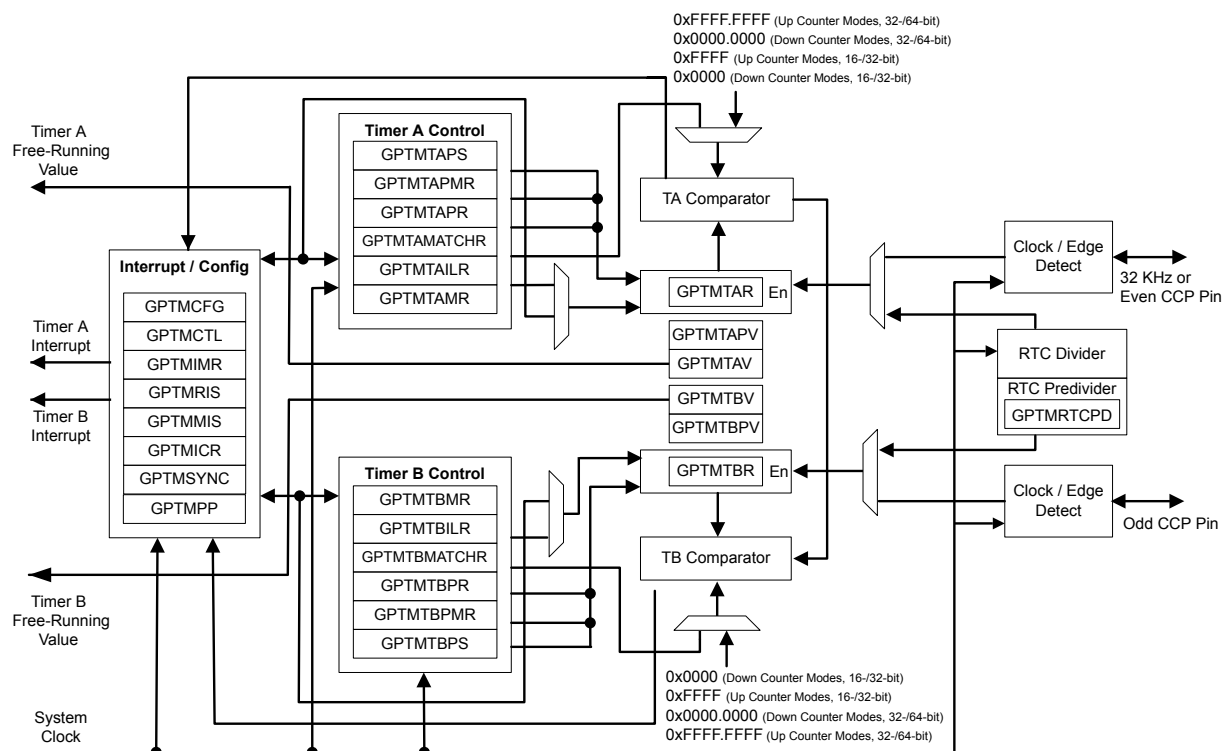 0xFFFF.FFFF (Up Counter Modes, 32-/64-bit)
0x0000.0000 (Down Counter Modes, 32-/64-bit)
0xFFFF (Up Counter Modes, 16-/32-bit)
0x0000 (Down Counter Modes, 16-/32-bit)
Timer A
Free-Running
Value
Timer A Control
GPTMTAPS
GPTMTAPMR
GPTMTAPR
GPTMTAMATCHR
GPTMTAILR
GPTMTAMR
TA Comparator
GPTMTAR
En
Clock / Edge
Detect
32 KHz or
Even CCP Pin
Interrupt / Config
GPTMCFG
GPTMCTL
GPTMIMR
GPTMRIS
GPTMMIS
GPTMICR
GPTMSYNC
GPTMPP
Timer A
Interrupt
Timer B
Interrupt
GPTMTAPV
GPTMTAV
GPTMTBV
GPTMTBPV
RTC Divider
RTC Predivider
GPTMRTCPD
Timer B Control
GPTMTBMR
GPTMTBILR
GPTMTBMATCHR
GPTMTBPR
GPTMTBPMR
GPTMTBPS
GPTMTBR
En
Clock / Edge
Detect
Odd CCP Pin
TB Comparator
Timer B
Free-Running
Value
0x0000 (Down Counter Modes, 16-/32-bit)
0xFFFF (Up Counter Modes, 16-/32-bit)
0x0000.0000 (Down Counter Modes, 32-/64-bit)
0xFFFF.FFFF (Up Counter Modes, 32-/64-bit)
System
Clock